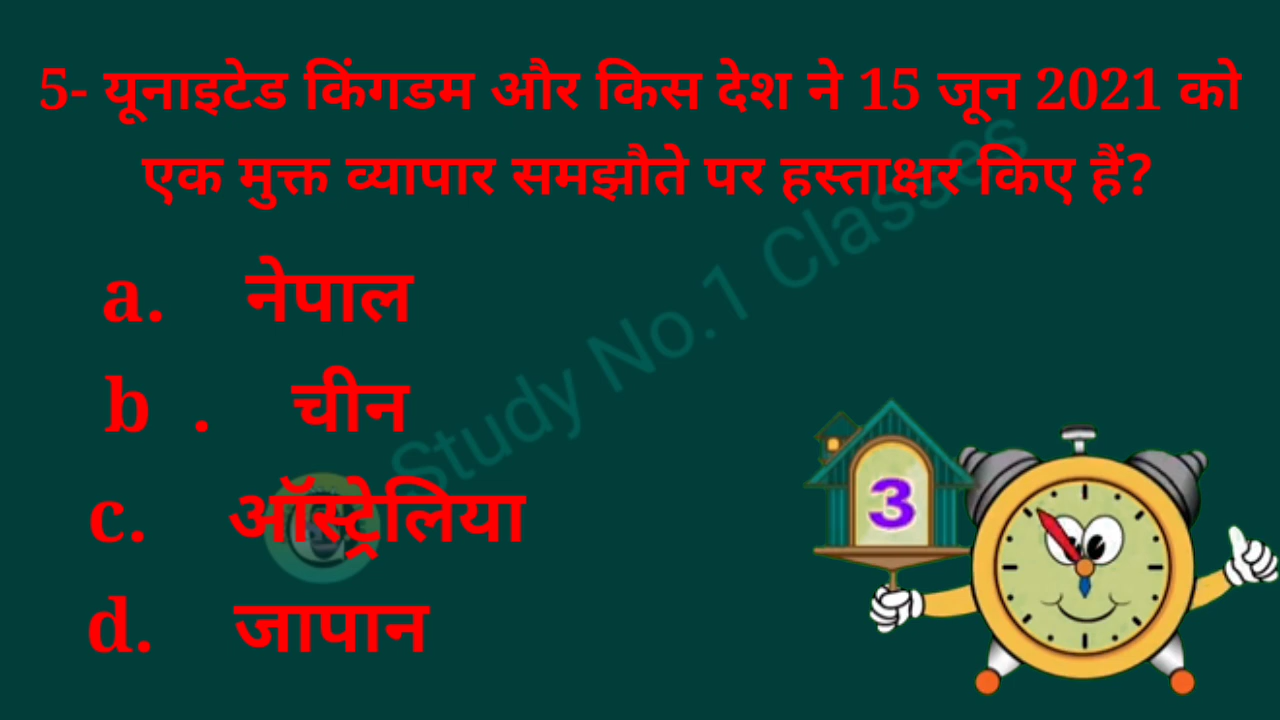 5- यूनाइटेड किंगडम और किस देश ने 15 जून 2021 को
एक मुक्त व्यापार समझौते पर हस्ताक्षर किए हैं?
a. नेपाल
b . चीन
c. ऑस्ट्रेलिया
d. जापान
Study No.1 Classes
3